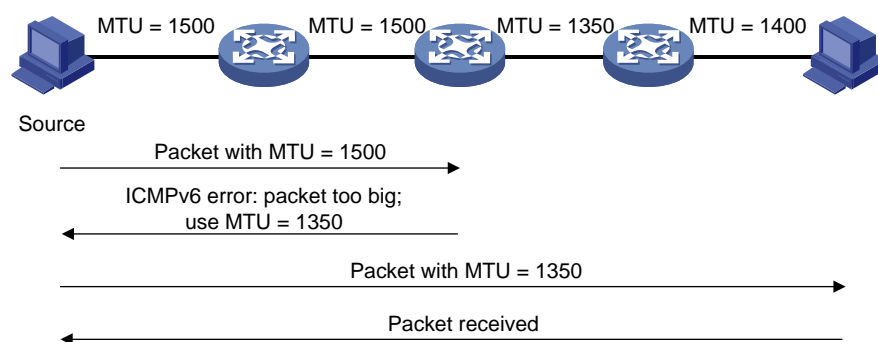 MTU = 1500
MTU = 1500
MTU = 1350
MTU = 1400
Source
Packet with MTU = 1500
ICMPv6 error: packet too big;
use MTU = 1350
Packet with MTU = 1350
Packet received